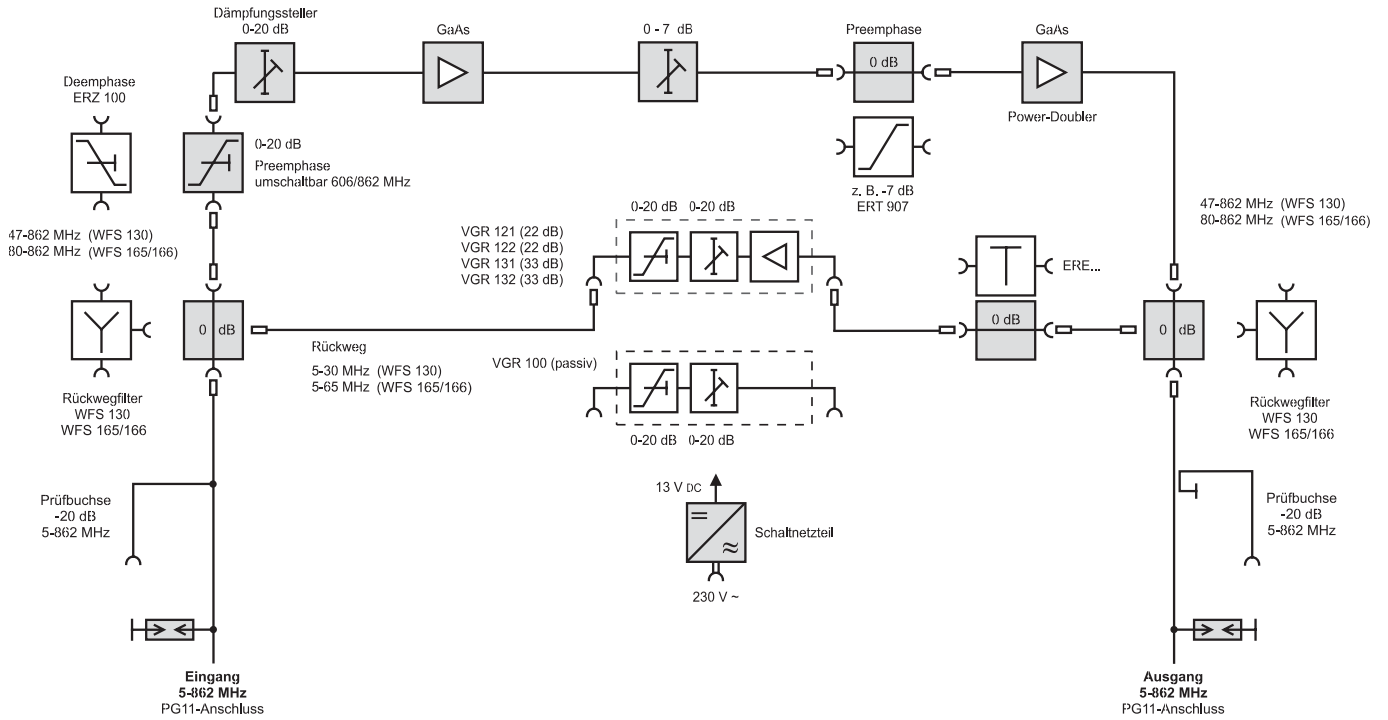 Dämpfungssteller
0-20 dB
GaAs
0 - 7 dB
Preemphase
0 dB
GaAs
Power-Doubler
Deemphase
ERZ 100
0-20 dB
Preemphase
umschaltbar 606/862 MHz
z. B. -7 dB
ERT 907
47-862 MHz (WFS 130)
80-862 MHz (WFS 165/166)
47-862 MHz (WFS 130)
80-862 MHz (WFS 165/166)
VGR 121 (22 dB)
VGR 122 (22 dB)
VGR 131 (33 dB)
VGR 132 (33 dB)
0-20 dB 0-20 dB
ERE...
0 dB
0 dB
0 dB
Rückweg
5-30 MHz (WFS 130)
5-65 MHz (WFS 165/166)
VGR 100 (passiv)
0-20 dB 0-20 dB
Rückwegfilter
WFS 130
WFS 165/166
Rückwegfilter
WFS 130
WFS 165/166
Prüfbuchse
-20 dB
5-862 MHz
13 V DC
Schaltnetzteil
230 V ~
Prüfbuchse
-20 dB
5-862 MHz
Eingang
5-862 MHz
PG11-Anschluss
Ausgang
5-862 MHz
PG11-Anschluss